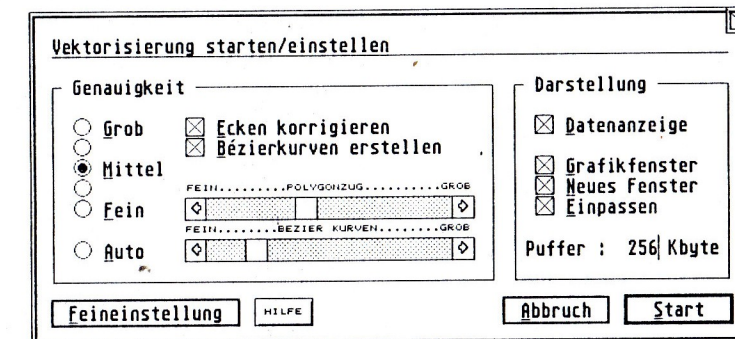 Vektorisierung starten/einstellen
Genauigkeit
Grob
Mittel
Fein
Auto
Ecken korrigieren
Bézierkurven erstellen
FEIN.........POLYGONZUG.........GROB
FEIN........BEZIER KURVEN........GROB
Darstellung
Datenanzeige
Grafikfenster
Neues Fenster
Einpassen
Puffer : 256 Kbyte
Feineinstellung
HILFE
Abbruch
Start